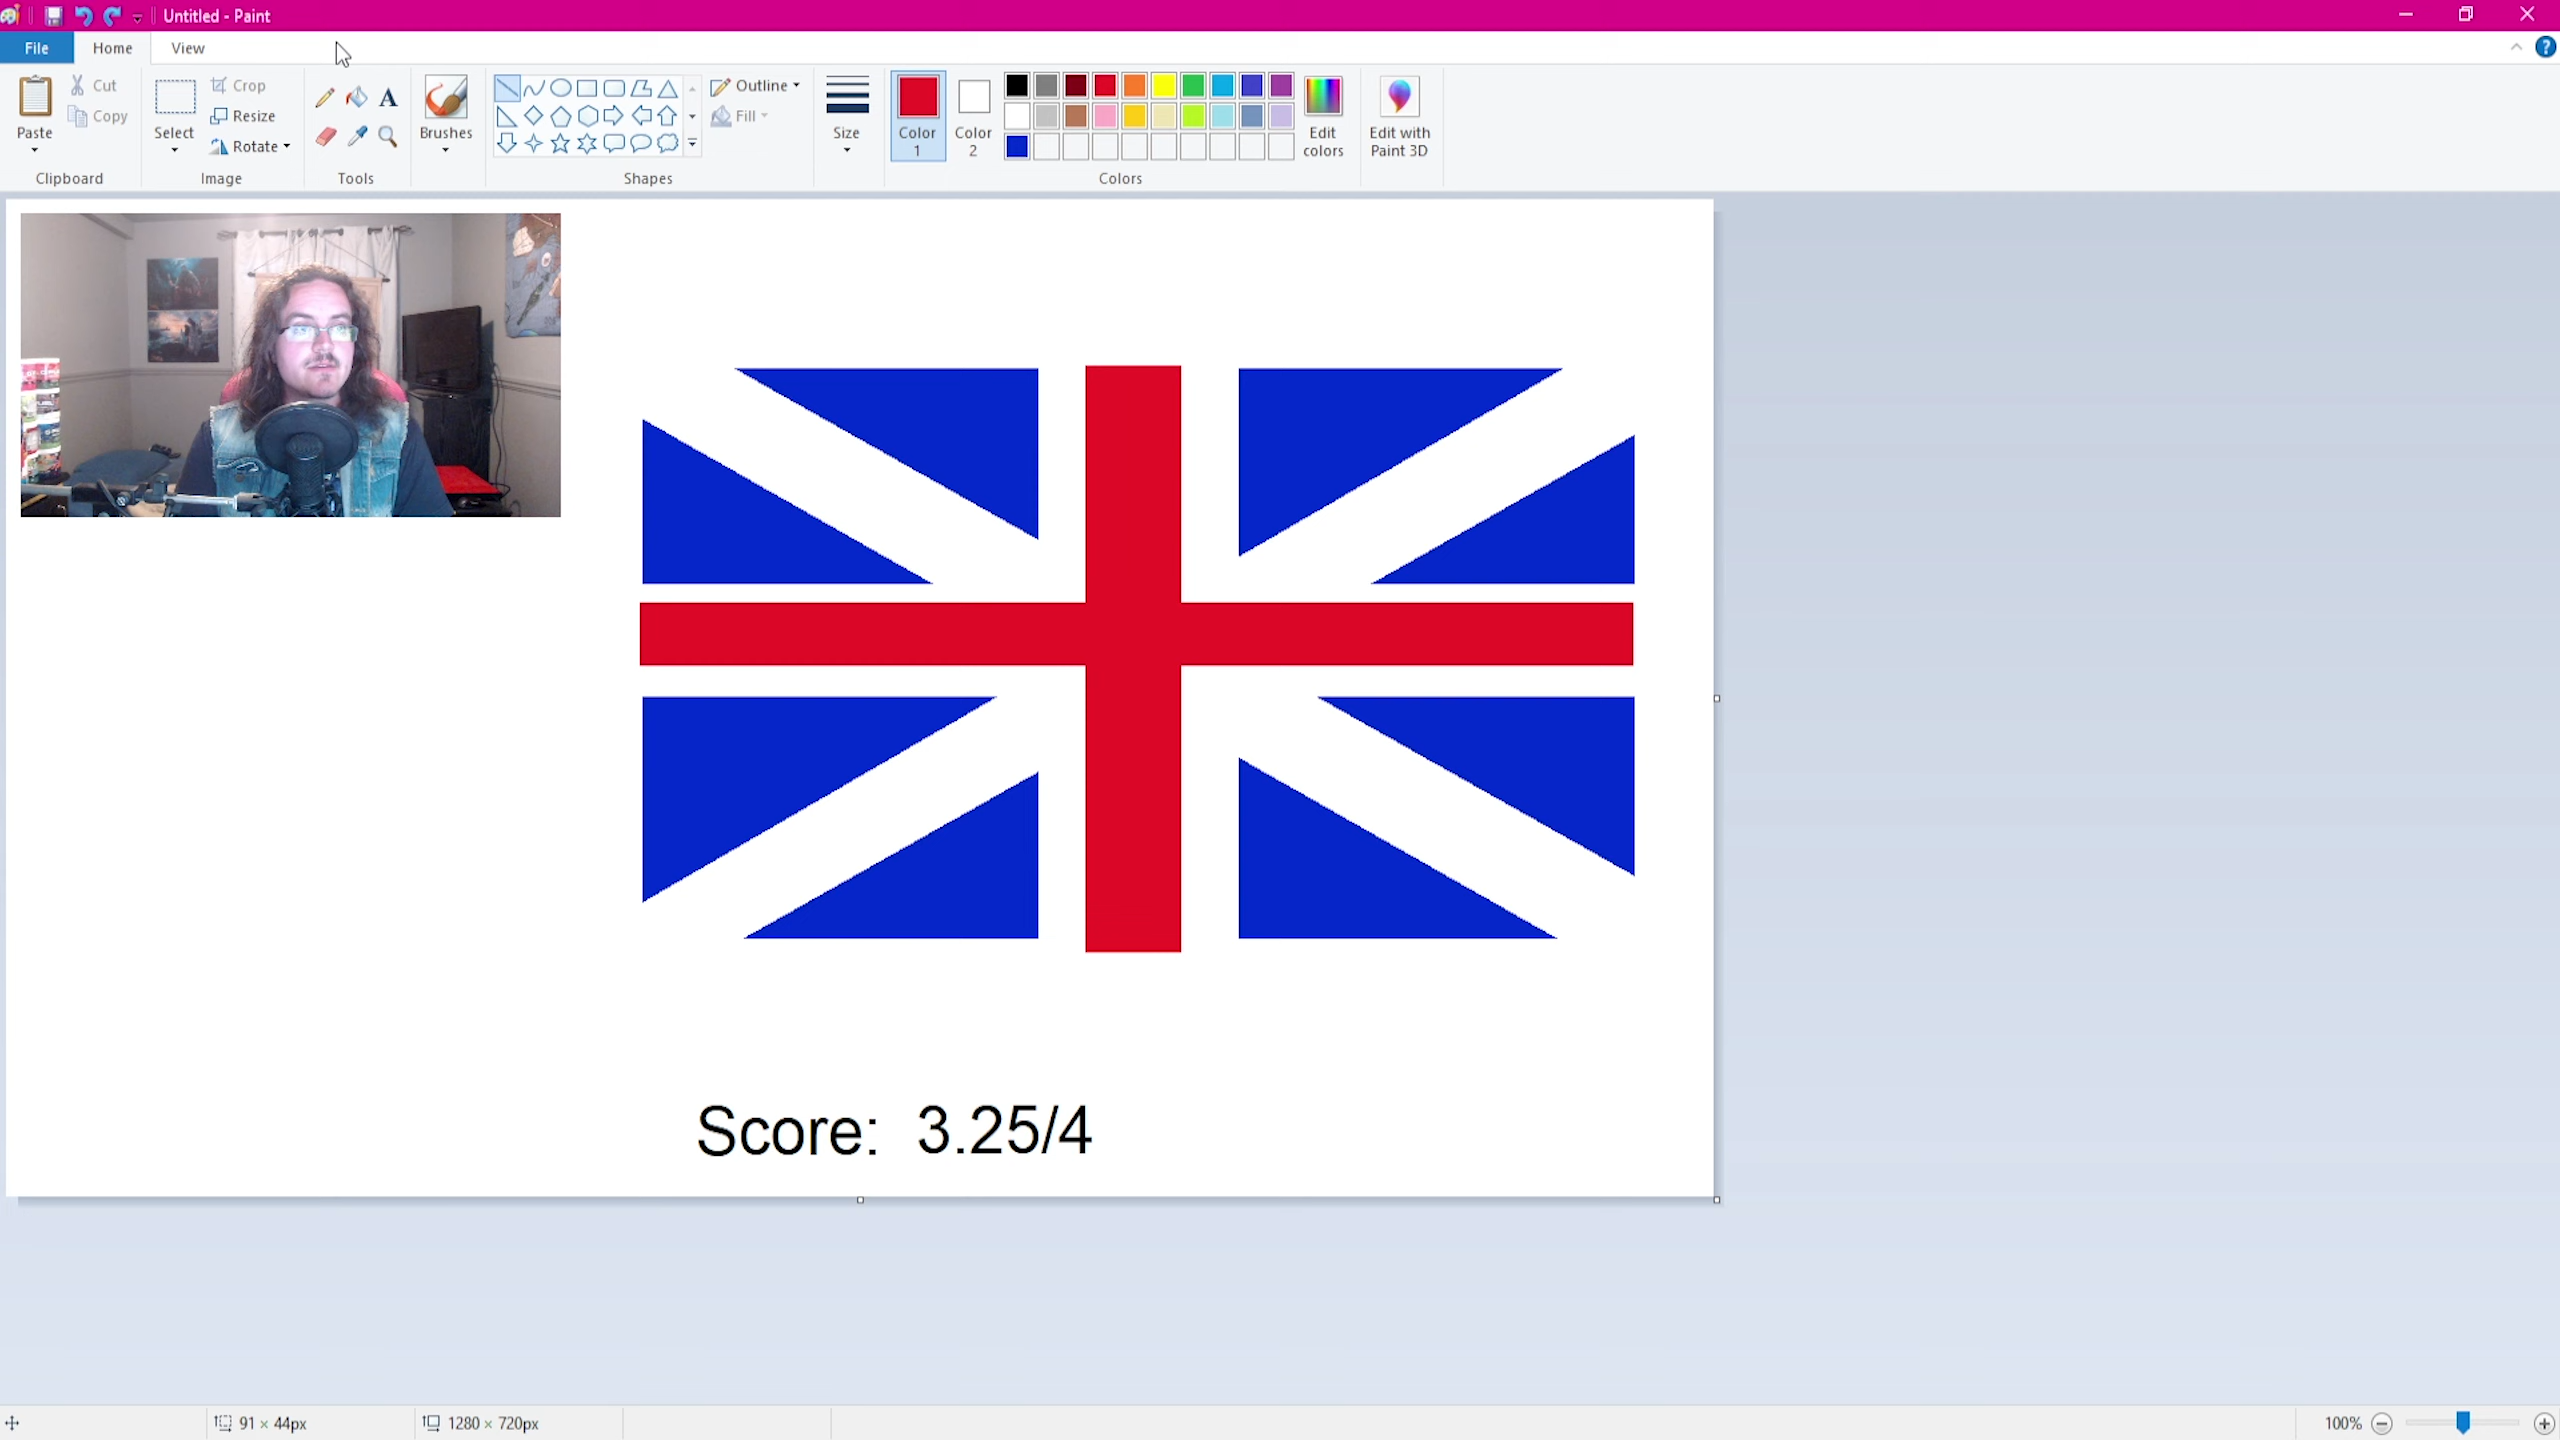 Untitled - Paint
File Home View
Paste Cut Copy Clipboard
Select Crop Resize Rotate Image
A Tools
Brushes
Shapes Outline Fill
Size
Color 1 Color 2 Colors Edit colors
Edit with Paint 3D
Score: 3.25/4
91 × 44px 1280 × 720px 100%